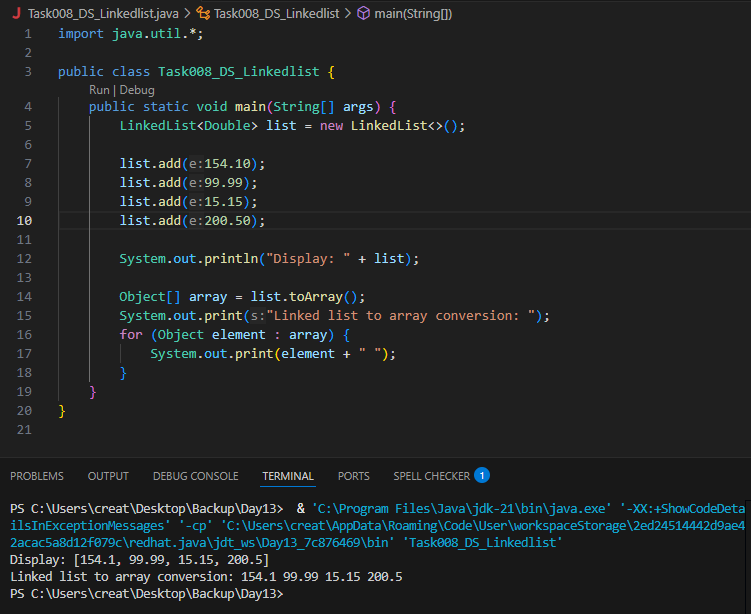 Task008_DS_Linkedlist.java > Task008_DS_Linkedlist > main(String[])
1 import java.util.*;
2
3 public class Task008_DS_Linkedlist {
Run | Debug
4 public static void main(String[] args) {
5 LinkedList<Double> list = new LinkedList<>();
6
7 list.add(e:154.10);
8 list.add(e:99.99);
9 list.add(e:15.15);
10 list.add(e:200.50);
11
12 System.out.println("Display: " + list);
13
14 Object[] array = list.toArray();
15 System.out.print(s:"Linked list to array conversion: ");
16 for (Object element : array) {
17 System.out.print(element + " ");
18 }
19 }
20 }
21
PROBLEMS OUTPUT DEBUG CONSOLE TERMINAL PORTS SPELL CHECKER 1
PS C:\Users\creat\Desktop\Backup\Day13>  & 'C:\Program Files\Java\jdk-21\bin\java.exe' '-XX:+ShowCodeDeta
ilsInExceptionMessages' '-cp' 'C:\Users\creat\AppData\Roaming\Code\User\workspaceStorage\2ed24514442d9ae4
2acac5a8d12f079c\redhat.java\jdt_ws\Day13_7c876469\bin' 'Task008_DS_Linkedlist'
Display: [154.1, 99.99, 15.15, 200.5]
Linked list to array conversion: 154.1 99.99 15.15 200.5
PS C:\Users\creat\Desktop\Backup\Day13>